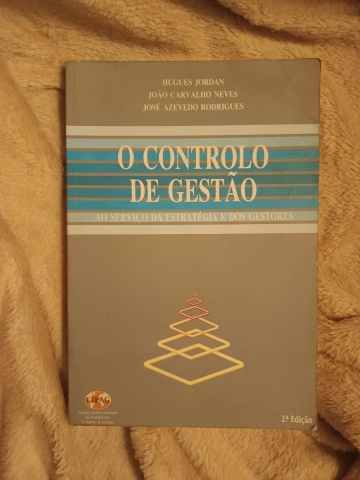 HUGUES JORDAN
JOÃO CARVALHO NEVES
JOSÉ AZEVEDO RODRIGUES
O CONTROLO
DE GESTÃO
AO SERVIÇO DA ESTRATÉGIA E DOS GESTORES
CIFAG
2.ª Edição